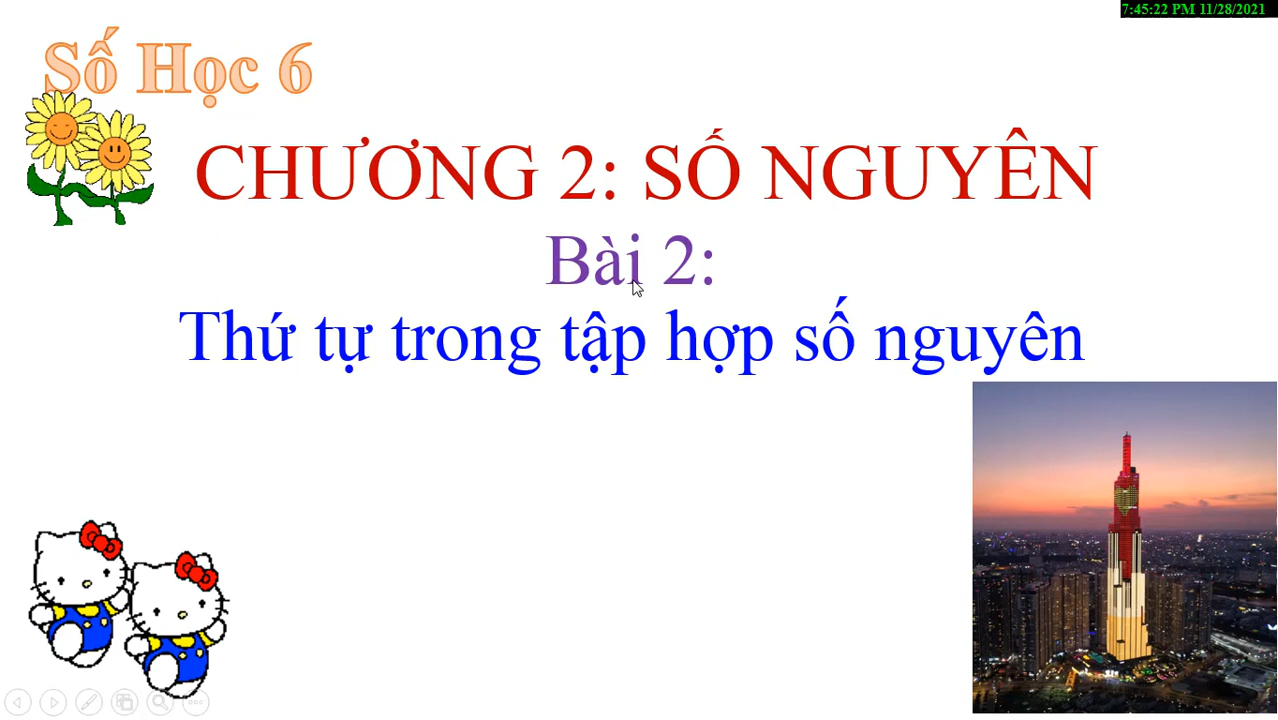 7:45:22 PM 11/28/2021
Số Học 6
CHƯƠNG 2: SỐ NGUYÊN
Bài 2:
Thứ tự trong tập hợp số nguyên